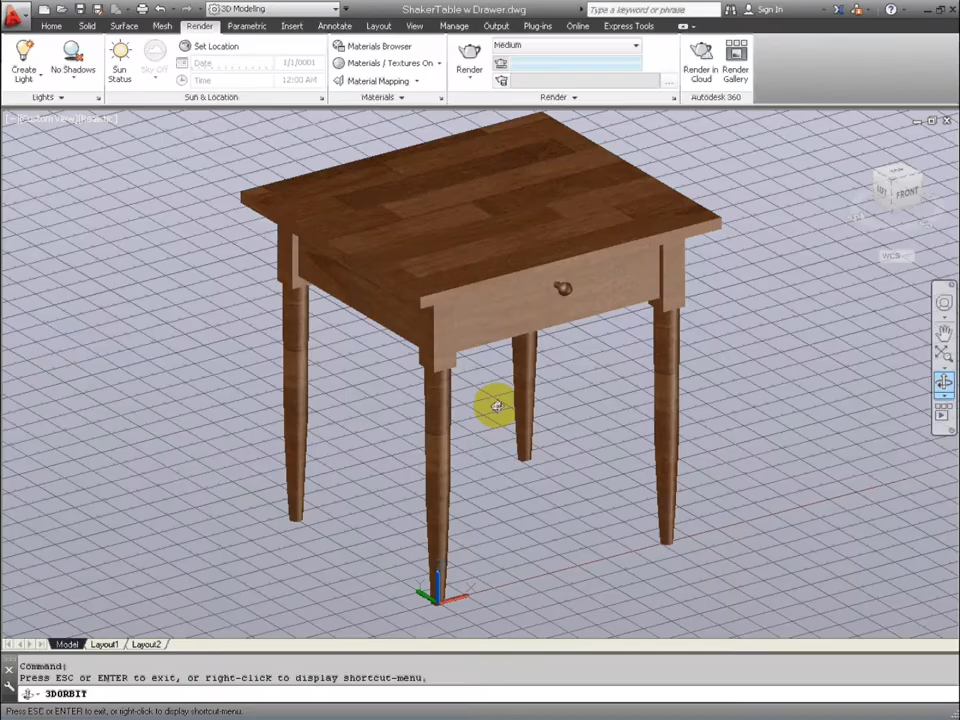 3D Modeling
ShakerTable w Drawer.dwg
Type a keyword or phrase
Sign In
Home Solid Surface Mesh Render Parametric Insert Annotate Layout View Manage Output Plug-ins Online Express Tools
Create Light
No Shadows
Sun Status
Sky Off
Set Location
Date 1/1/0001
Time 12:00 AM
Materials Browser
Materials / Textures On
Material Mapping
Render
Medium
Render in Cloud
Render Gallery
Lights
Sun & Location
Materials
Render
Autodesk 360
[−][Custom View][Realistic]
FRONT
WCS
Model Layout1 Layout2
Command:
Press ESC or ENTER to exit, or right-click to display shortcut-menu.
3DORBIT
Press ESC or ENTER to exit, or right-click to display shortcut-menu.